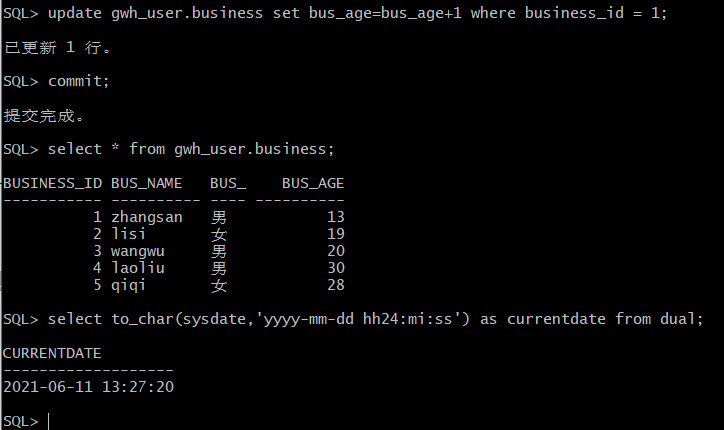 SQL> update gwh_user.business set bus_age=bus_age+1 where business_id = 1;
已更新 1 行。
SQL> commit;
提交完成。
SQL> select * from gwh_user.business;
BUSINESS_ID BUS_NAME   BUS_    BUS_AGE
----------- ---------- ---- ----------
          1 zhangsan   男           13
          2 lisi       女           19
          3 wangwu     男           20
          4 laoliu     男           30
          5 qiqi       女           28
SQL> select to_char(sysdate,'yyyy-mm-dd hh24:mi:ss') as currentdate from dual;
CURRENTDATE
-------------------
2021-06-11 13:27:20
SQL>